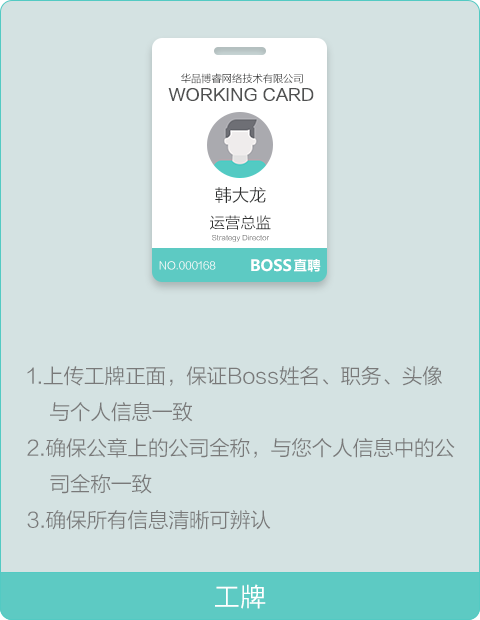 华品博睿网络技术有限公司
WORKING CARD
韩大龙
运营总监
Strategy Director
NO.000168 BOSS直聘
1.上传工牌正面，保证Boss姓名、职务、头像
与个人信息一致
2.确保公章上的公司全称，与您个人信息中的公
司全称一致
3.确保所有信息清晰可辨认
工牌